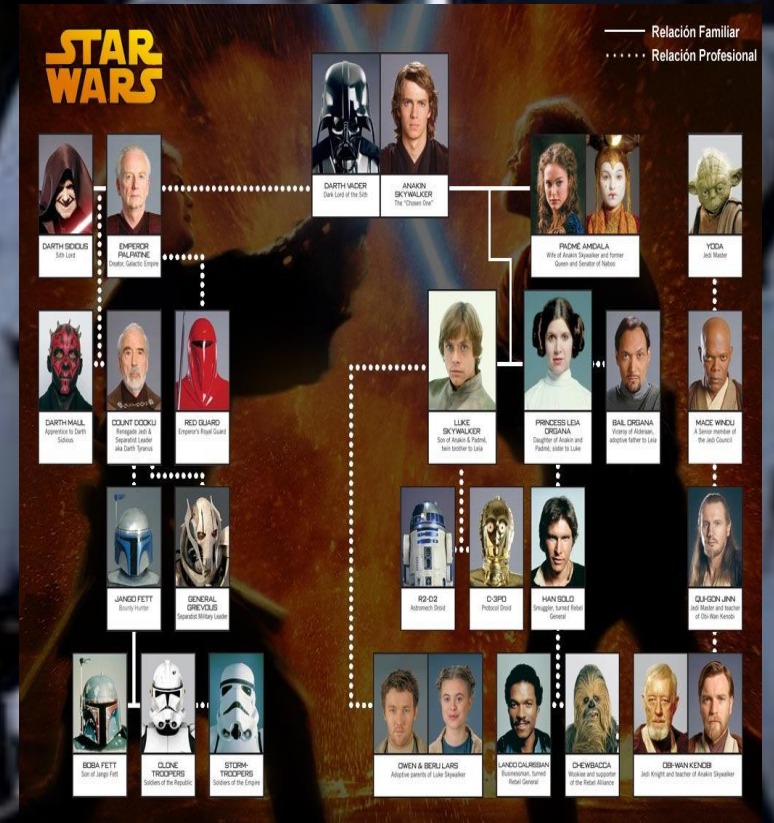 STAR
WARS
Relación Familiar
Relación Profesional
DARTH VADER
Dark Lord of the Sith
ANAKIN
SKYWALKER
The "Chosen One"
DARTH SIDIOUS
Sith Lord
EMPEROR
PALPATINE
Creator, Galactic Empire
PADMÉ AMIDALA
Wife of Anakin Skywalker and former
Queen and Senator of Naboo
YODA
Jedi Master
DARTH MAUL
Apprentice to Darth
Sidious
COUNT DOOKU
Renegade Jedi &
Separatist Leader
aka Darth Tyranus
RED GUARD
Emperor's Royal Guard
LUKE
SKYWALKER
Son of Anakin & Padmé,
twin brother to Leia
PRINCESS LEIA
ORGANA
Daughter of Anakin and
Padmé, sister to Luke
BAIL ORGANA
Viceroy of Alderaan,
adoptive father to Leia
MACE WINDU
A Senior member of
the Jedi Council
JANGO FETT
Bounty Hunter
GENERAL
GRIEVOUS
Separatist Military Leader
R2-D2
Astromech Droid
C-3PO
Protocol Droid
HAN SOLO
Smuggler, turned Rebel
General
QUI-GON JINN
Jedi Master and teacher
of Obi-Wan Kenobi
BOBA FETT
Son of Jango Fett
CLONE
TROOPERS
Soldiers of the Republic
STORM-
TROOPERS
Soldiers of the Empire
OWEN & BERU LARS
Adoptive parents of Luke Skywalker
LANDO CALRISSIAN
Businessman, turned
Rebel General
CHEWBACCA
Wookiee and supporter
of the Rebel Alliance
OBI-WAN KENOBI
Jedi Knight and teacher of Anakin Skywalker